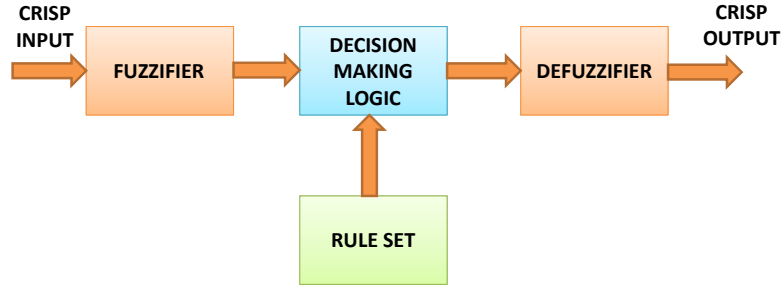 CRISP
INPUT
FUZZIFIER
DECISION
MAKING
LOGIC
DEFUZZIFIER
CRISP
OUTPUT
RULE SET